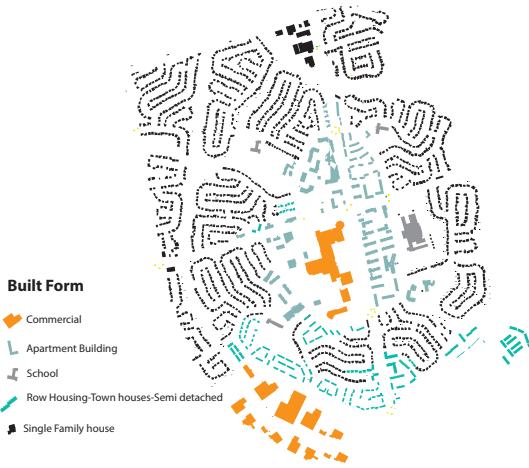 Built Form
Commercial
Apartment Building
School
Row Housing-Town houses-Semi detached
Single Family house